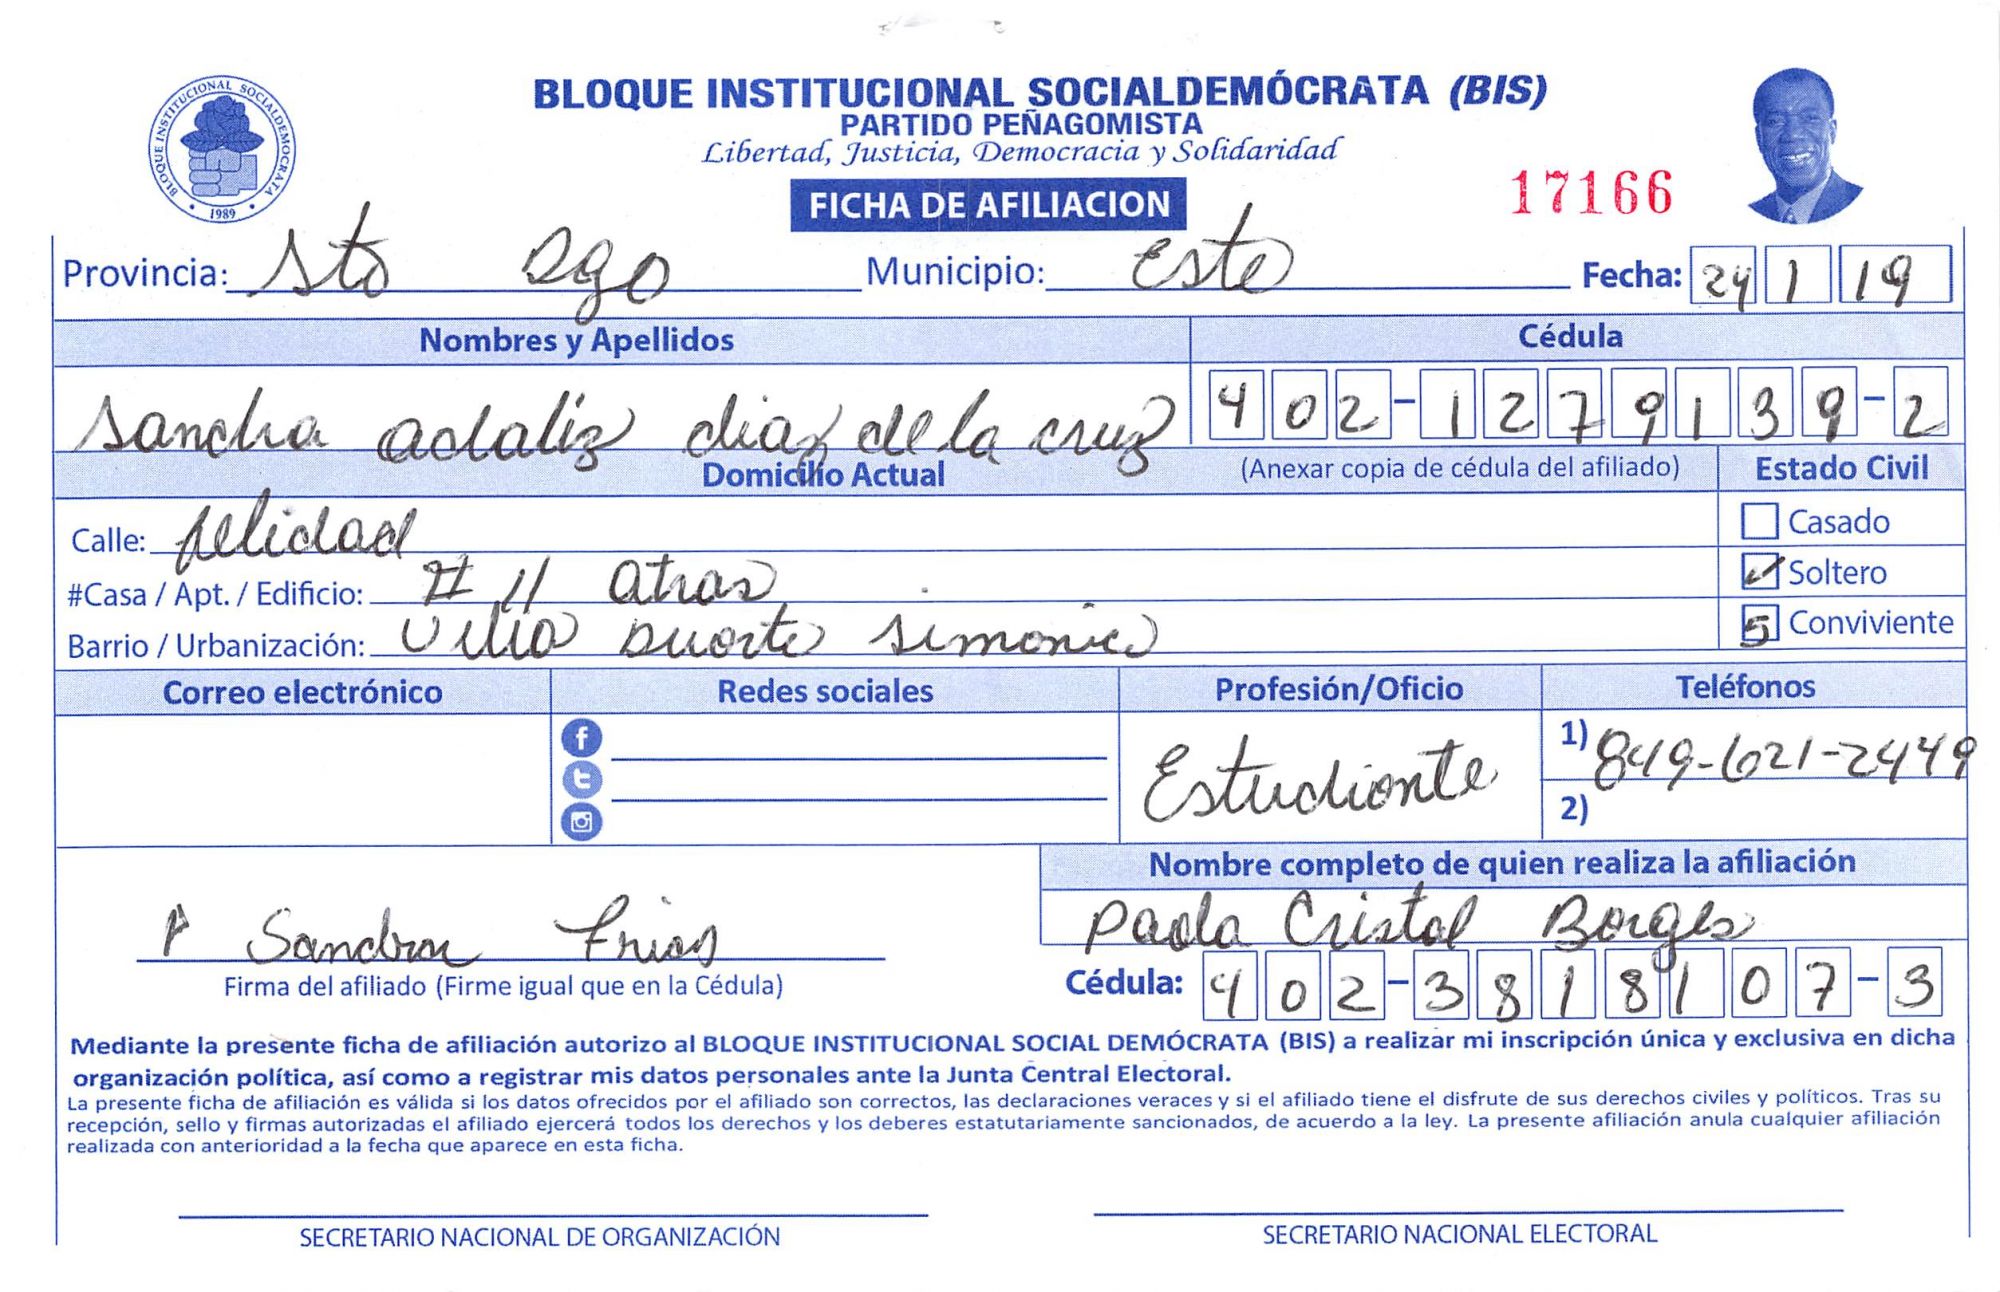 BLOQUE INSTITUCIONAL SOCIALDEMÓCRATA (BIS)
PARTIDO PEÑAGOMISTA
Libertad, Justicia, Democracia y Solidaridad
BLOQUE INSTITUCIONAL SOCIALDEMOCRATA
• 1989 •
FICHA DE AFILIACION
17166
Provincia: Sto Dgo Municipio: Este Fecha: 24 1 19
Nombres y Apellidos Cédula
Sandra adaliz diaz de la cruz 402-1279139-2
Domicilio Actual (Anexar copia de cédula del afiliado) Estado Civil
Calle: felidad Casado
#Casa / Apt. / Edificio: # 11 atras Soltero
Barrio / Urbanización: Villa Duarte simonico 5 Conviviente
Correo electrónico Redes sociales Profesión/Oficio Teléfonos
Estudiante 1) 849-621-2449
2)
Nombre completo de quien realiza la afiliación
Sandra Frias Paola Cristal Borges
Firma del afiliado (Firme igual que en la Cédula) Cédula: 402-3818107-3
Mediante la presente ficha de afiliación autorizo al BLOQUE INSTITUCIONAL SOCIAL DEMÓCRATA (BIS) a realizar mi inscripción única y exclusiva en dicha
organización política, así como a registrar mis datos personales ante la Junta Central Electoral.
La presente ficha de afiliación es válida si los datos ofrecidos por el afiliado son correctos, las declaraciones veraces y si el afiliado tiene el disfrute de sus derechos civiles y políticos. Tras su
recepción, sello y firmas autorizadas el afiliado ejercerá todos los derechos y los deberes estatutariamente sancionados, de acuerdo a la ley. La presente afiliación anula cualquier afiliación
realizada con anterioridad a la fecha que aparece en esta ficha.
SECRETARIO NACIONAL DE ORGANIZACIÓN SECRETARIO NACIONAL ELECTORAL